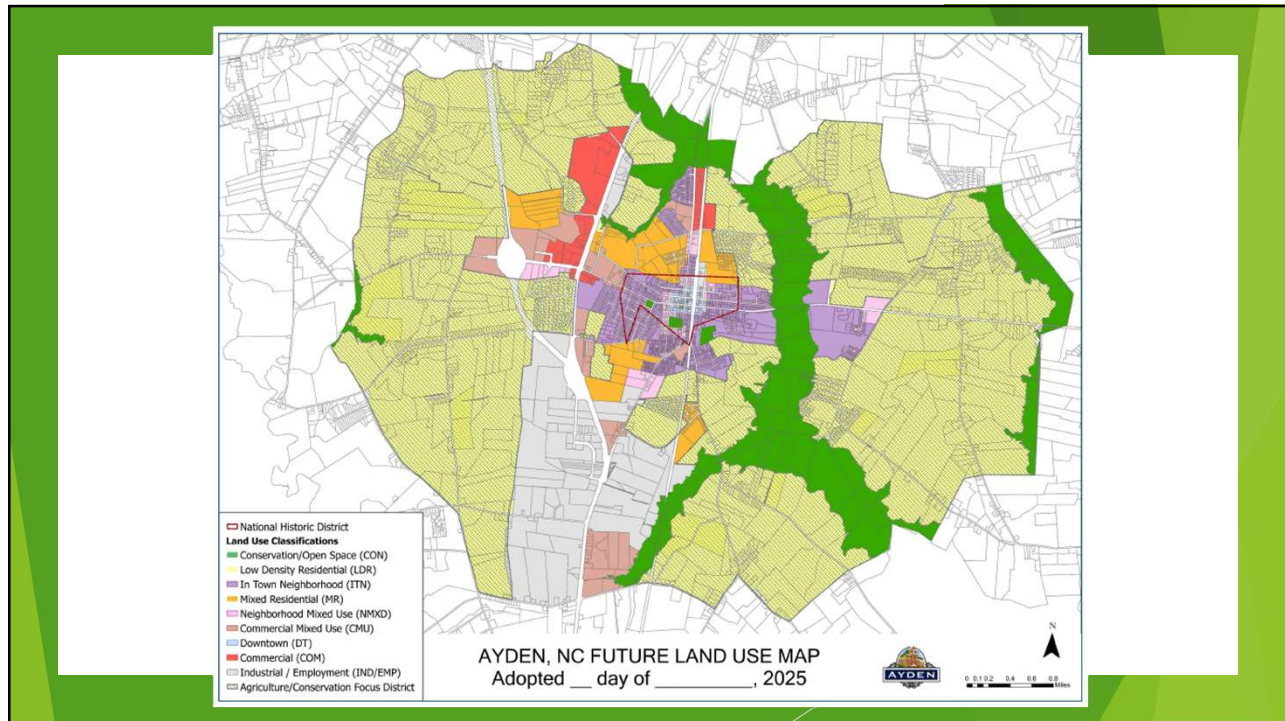 National Historic District
Land Use Classifications
Conservation/Open Space (CON)
Low Density Residential (LDR)
In Town Neighborhood (ITN)
Mixed Residential (MR)
Neighborhood Mixed Use (NMXD)
Commercial Mixed Use (CMU)
Downtown (DT)
Commercial (COM)
Industrial / Employment (IND/EMP)
Agriculture/Conservation Focus District
AYDEN, NC FUTURE LAND USE MAP
Adopted __ day of ________, 2025
AYDEN
N
0 0.1 0.2 0.4 0.6 0.8
Miles